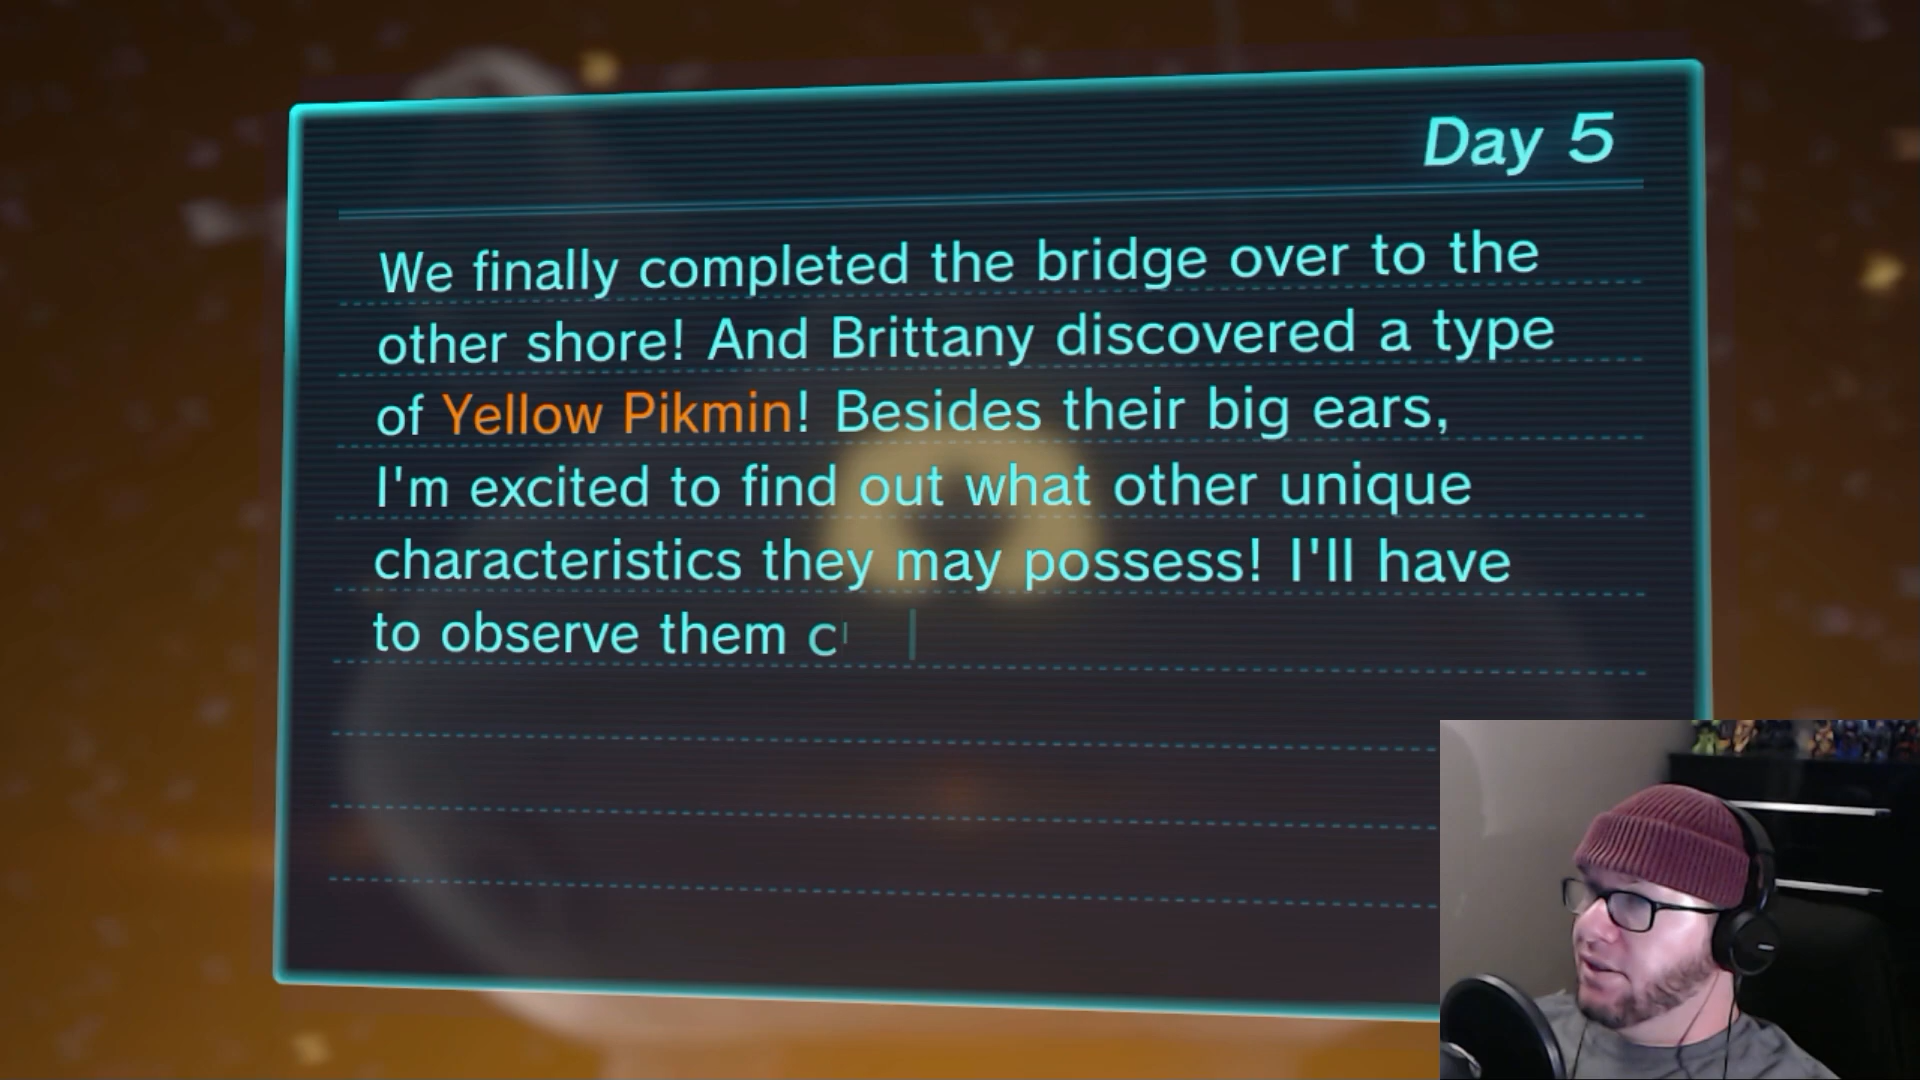 Day 5
We finally completed the bridge over to the
other shore! And Brittany discovered a type
of Yellow Pikmin! Besides their big ears,
I'm excited to find out what other unique
characteristics they may possess! I'll have
to observe them c